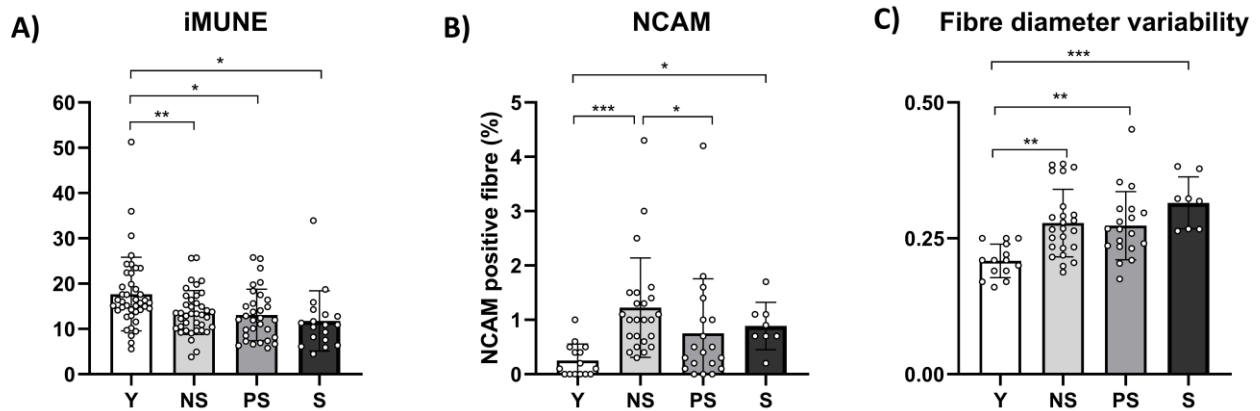 A)
iMUNE
*
*
**
60
50
40
30
20
10
0
Y NS PS S
B)
NCAM
*
***
*
NCAM positive fibre (%)
5
4
3
2
1
0
Y NS PS S
C)
Fibre diameter variability
***
**
**
0.50
0.25
0.00
Y NS PS S